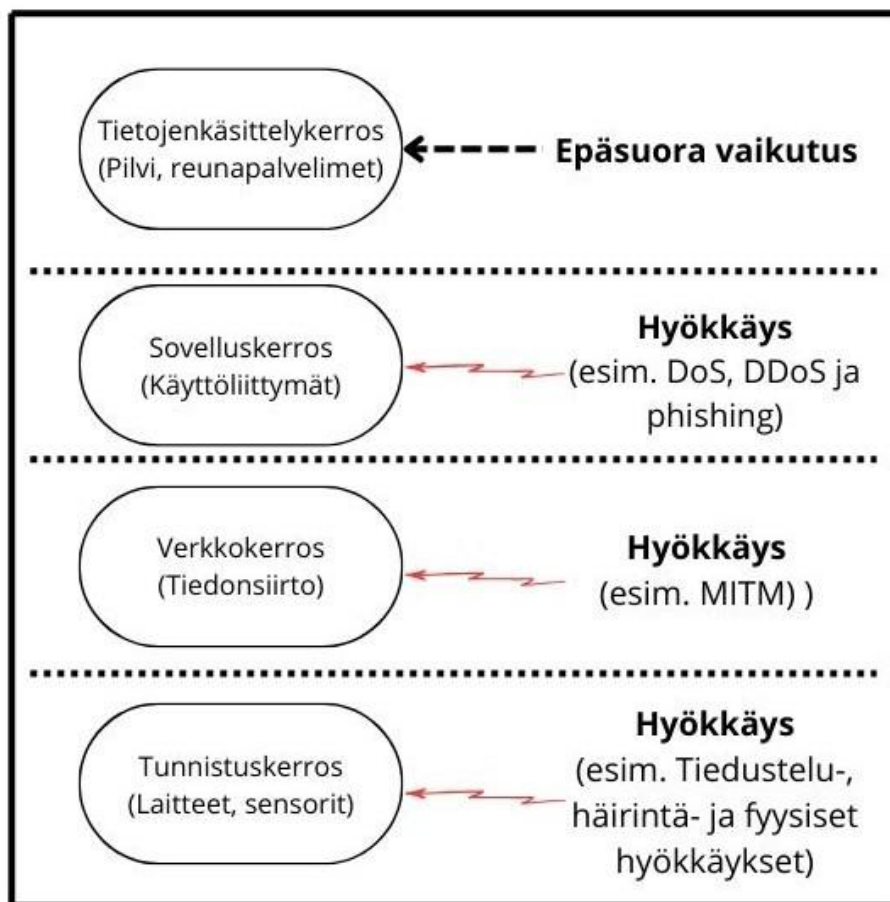 Tietojenkäsittelykerros
(Pilvi, reunapalvelimet)
Epäsuora vaikutus
Sovelluskerros
(Käyttöliittymät)
Hyökkäys
(esim. DoS, DDoS ja
phishing)
Verkkokerros
(Tiedonsiirto)
Hyökkäys
(esim. MITM) )
Tunnistuskerros
(Laitteet, sensorit)
Hyökkäys
(esim. Tiedustelu-,
häirintä- ja fyysiset
hyökkäykset)